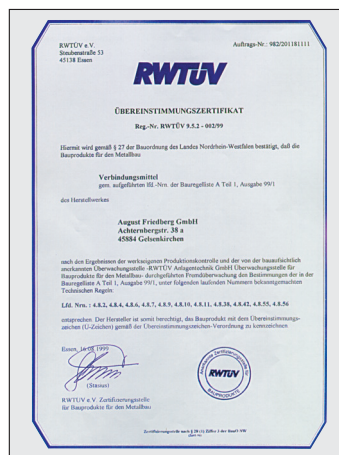 RWTÜV e.V.
Steubenstraße 53
45138 Essen
Auftrags-Nr.: 982/201181111
RWTÜV
ÜBEREINSTIMMUNGSZERTIFIKAT
Reg.-Nr. RWTÜV 9.5.2 - 002/99
Hiermit wird gemäß § 27 der Bauordnung des Landes Nordrhein-Westfalen bestätigt, daß die
Bauprodukte für den Metallbau
Verbindungsmittel
gem. aufgeführten lfd.-Nrn. der Bauregelliste A Teil 1, Ausgabe 99/1
des Herstellwerkes
August Friedberg GmbH
Achternbergstr. 38 a
45884 Gelsenkirchen
nach den Ergebnissen der werkseigenen Produktionskontrolle und der von der bauaufsichtlich
anerkannten Überwachungsstelle -RWTÜV Anlagentechnik GmbH Überwachungsstelle für
Bauprodukte für den Metallbau- durchgeführten Fremdüberwachung den Bestimmungen der in der
Bauregelliste A Teil 1, Ausgabe 99/1, unter folgenden laufenden Nummern bekanntgemachten
Technischen Regeln:
Lfd. Nrn. : 4.8.2, 4.8.4, 4.8.6, 4.8.7, 4.8.9, 4.8.10, 4.8.11, 4.8.38, 4.8.42, 4.8.55, 4.8.56
entsprechen. Der Hersteller ist somit berechtigt, das Bauprodukt mit dem Übereinstimmungs-
zeichen (Ü-Zeichen) gemäß der Übereinstimmungszeichen-Verordnung zu kennzeichnen
Essen, 16.08.1999
RWTÜV
BAUPRODUKTE
RWTÜV e.V. Zertifizierungsstelle
für Bauprodukte für den Metallbau